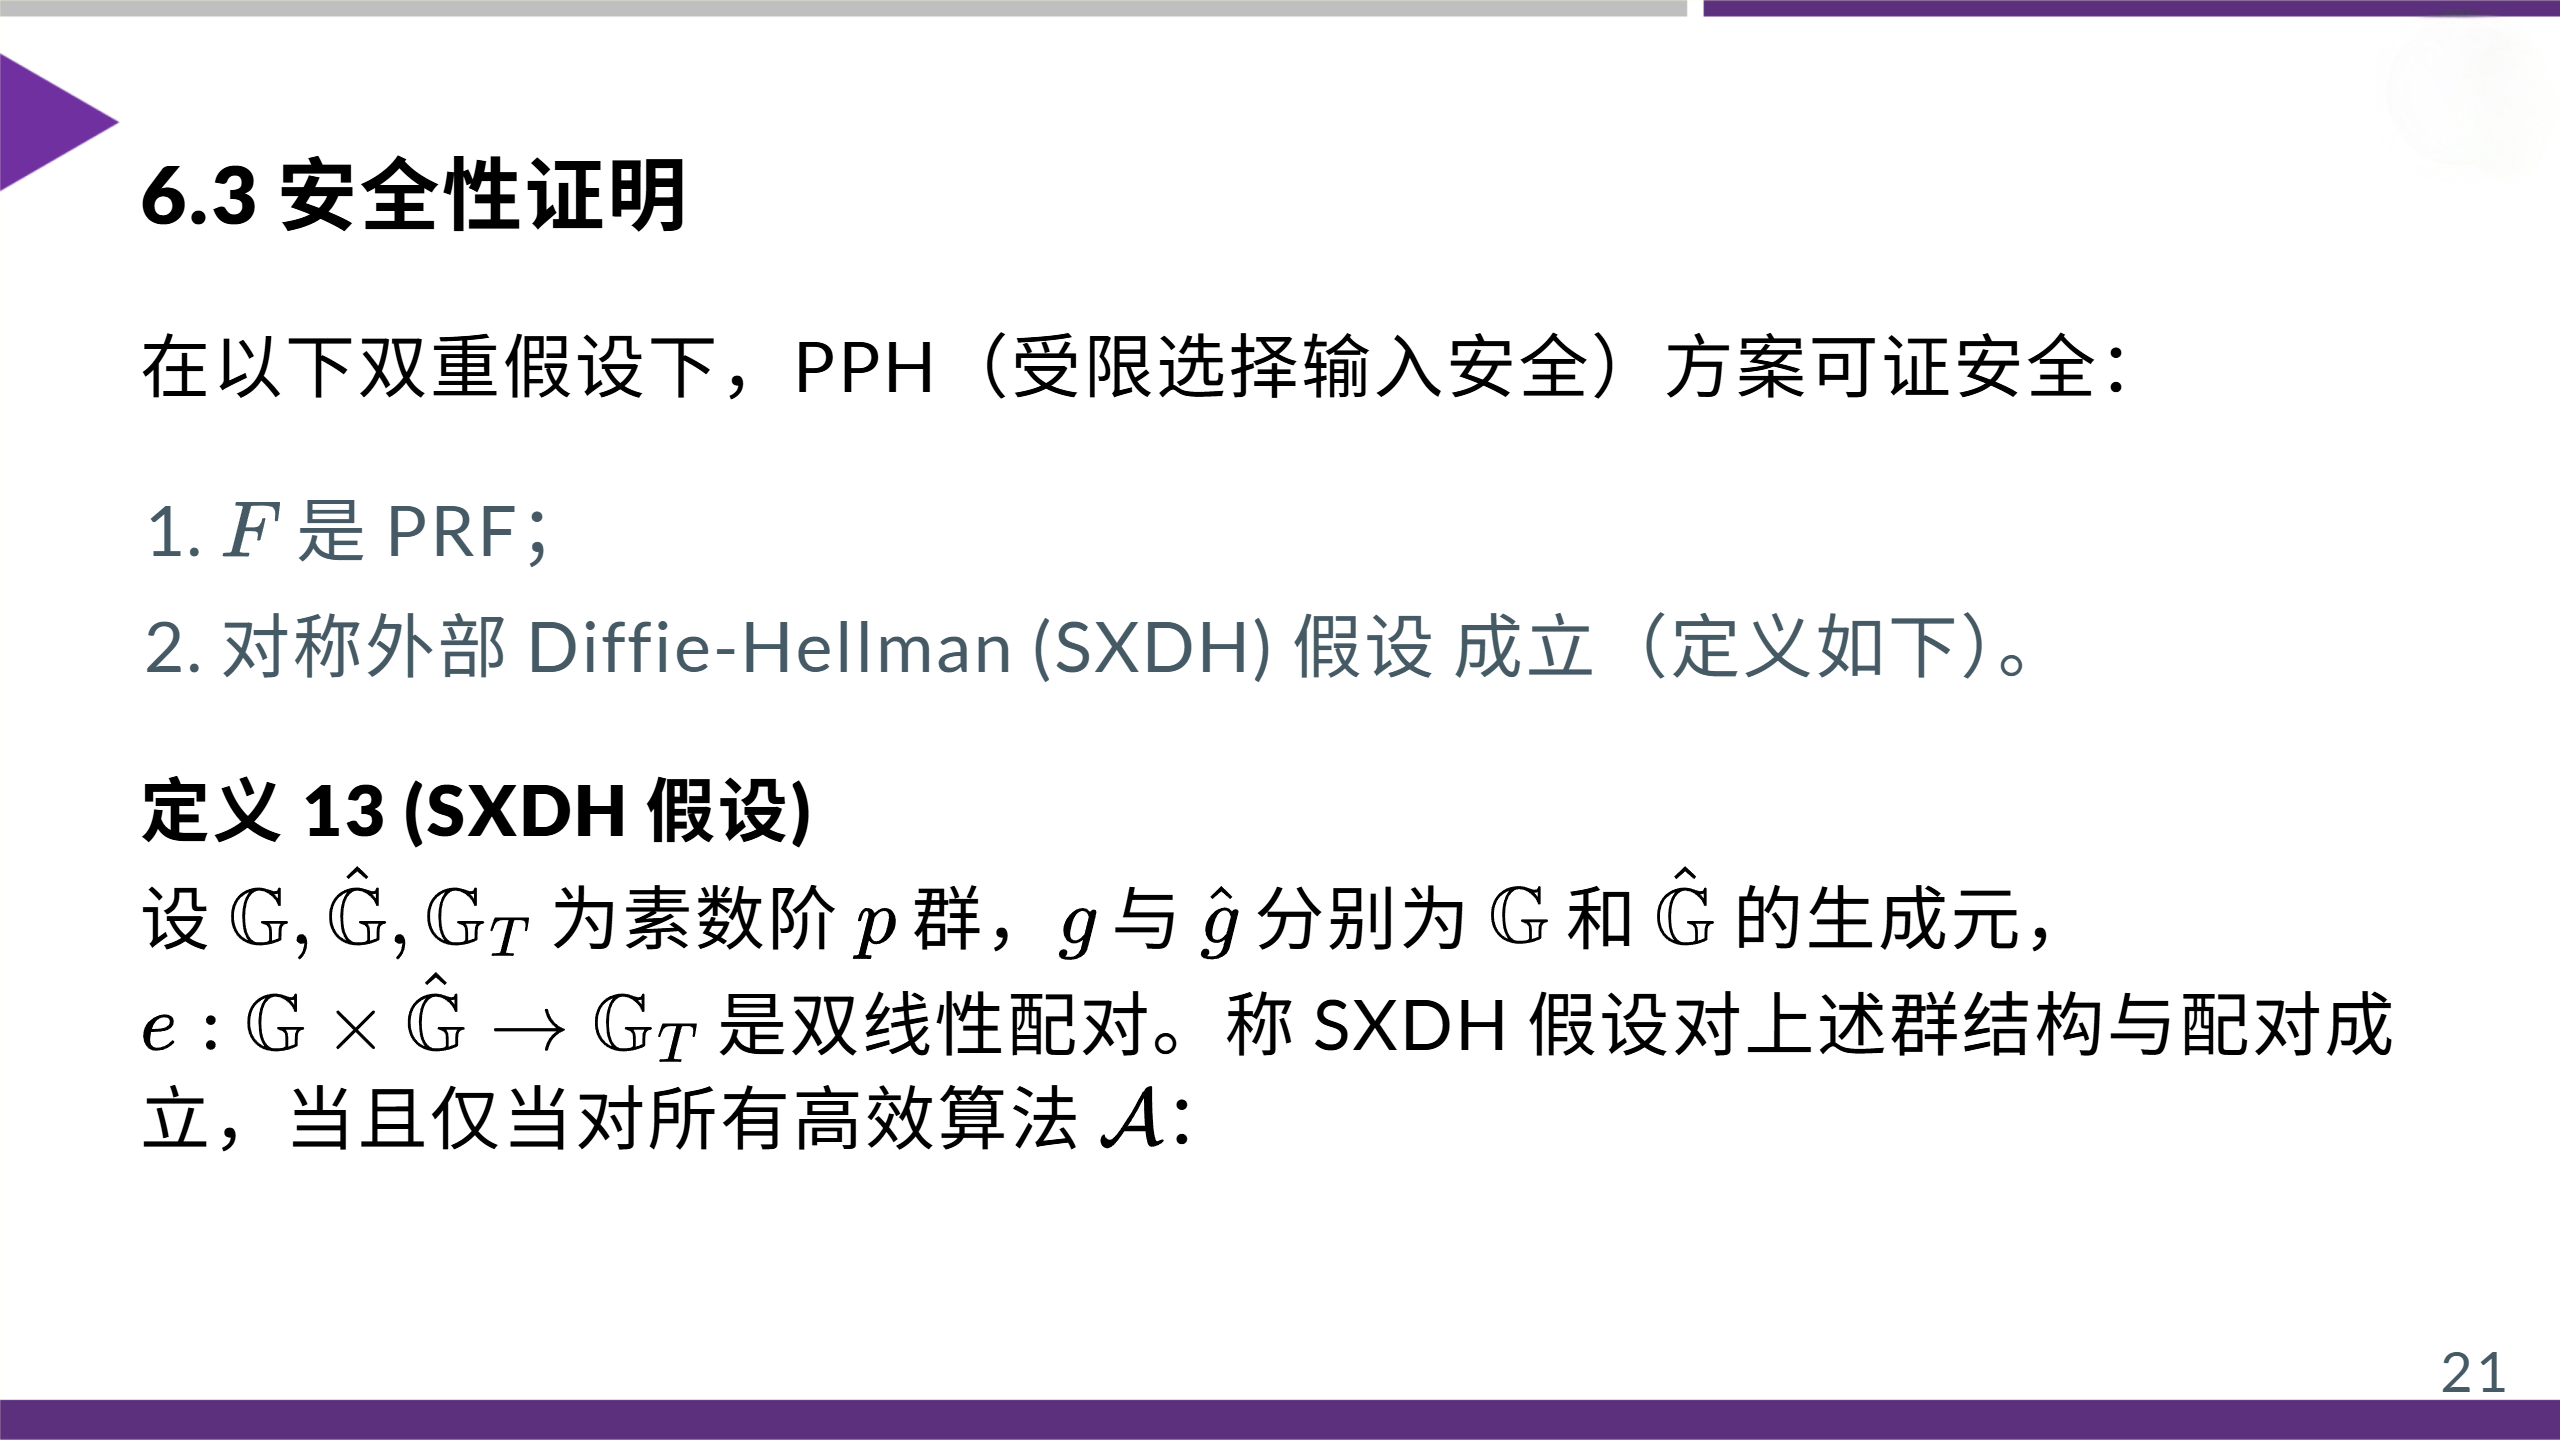 6.3 安全性证明
在以下双重假设下，PPH（受限选择输入安全）方案可证安全：
1. F 是 PRF；
2. 对称外部 Diffie-Hellman (SXDH) 假设 成立（定义如下）。
定义 13 (SXDH 假设)
设 𝔾, 𝔾̂, 𝔾_T 为素数阶 p 群，g 与 ĝ 分别为 𝔾 和 𝔾̂ 的生成元，
e : 𝔾 × 𝔾̂ → 𝔾_T 是双线性配对。称 SXDH 假设对上述群结构与配对成
立，当且仅当对所有高效算法 𝒜：
21